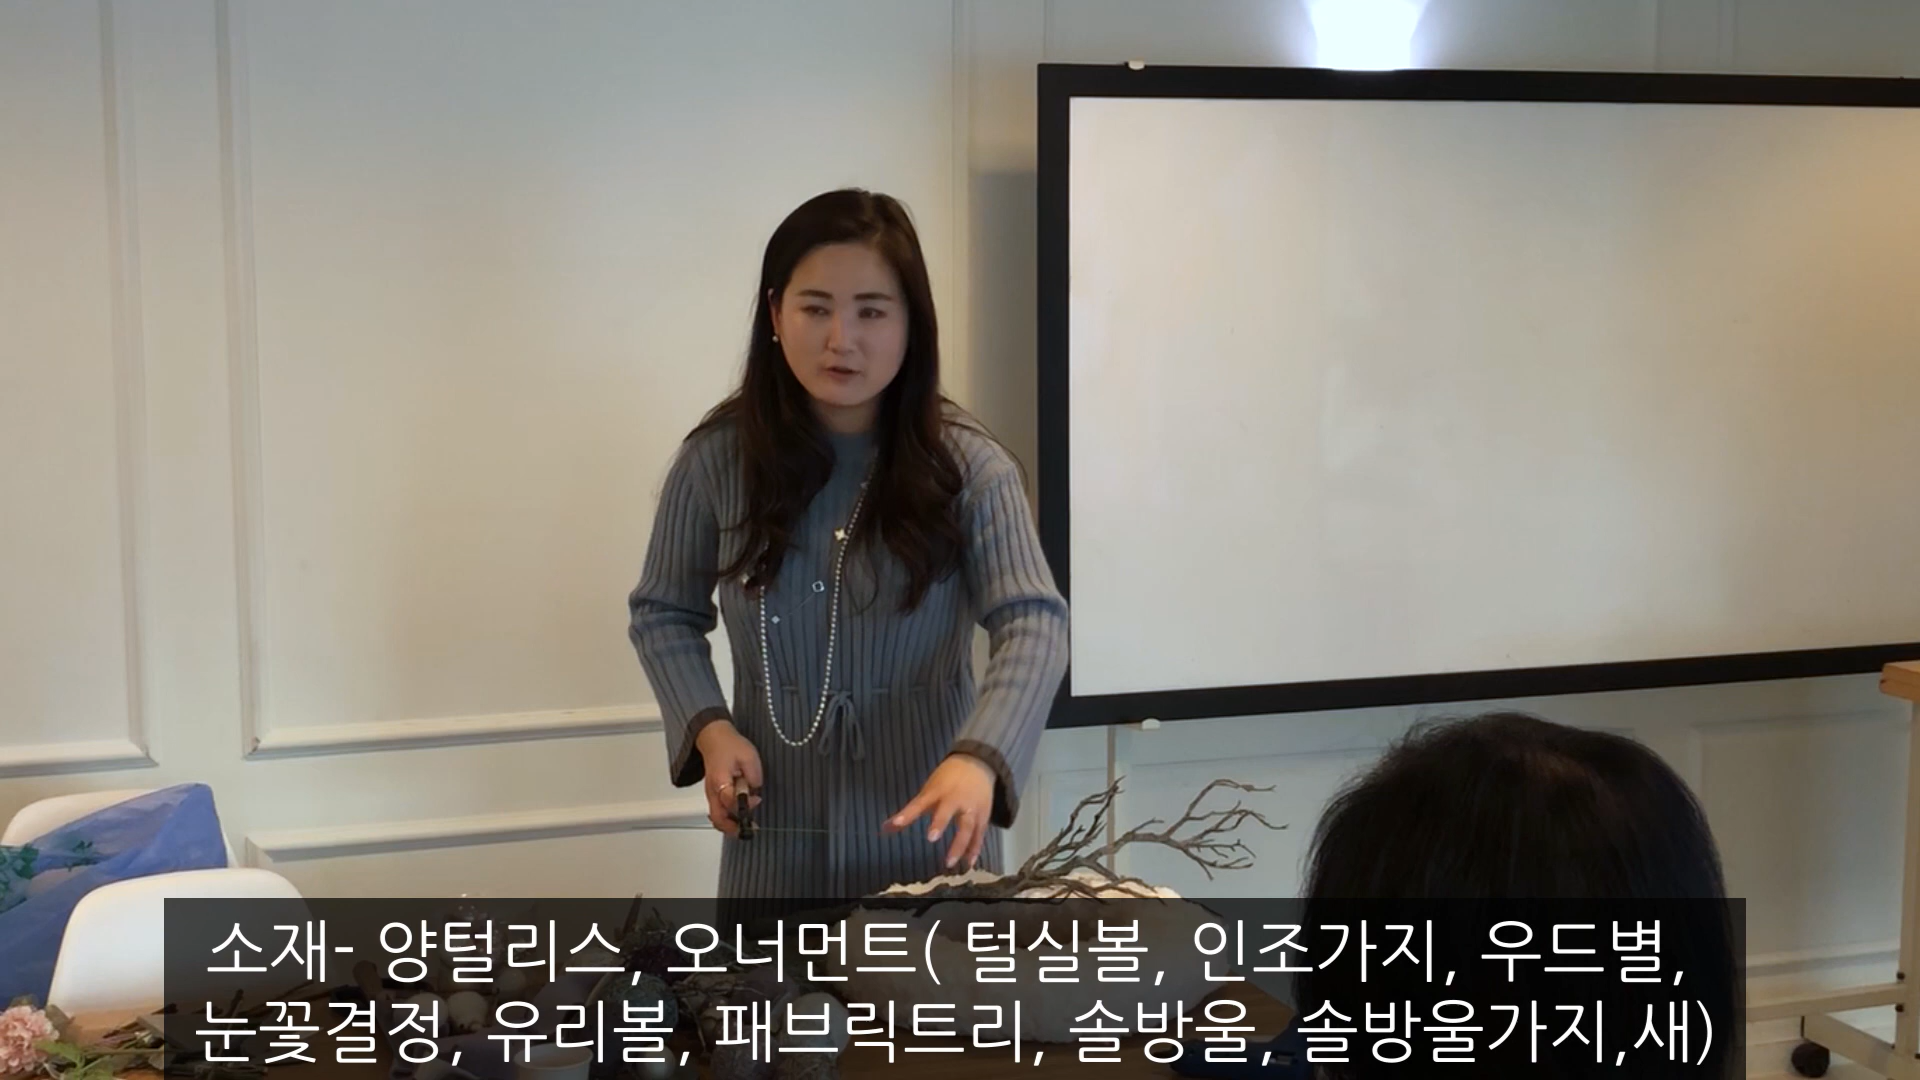 소재- 양털리스, 오너먼트( 털실볼, 인조가지, 우드별,
눈꽃결정, 유리볼, 패브릭트리, 솔방울, 솔방울가지,새)